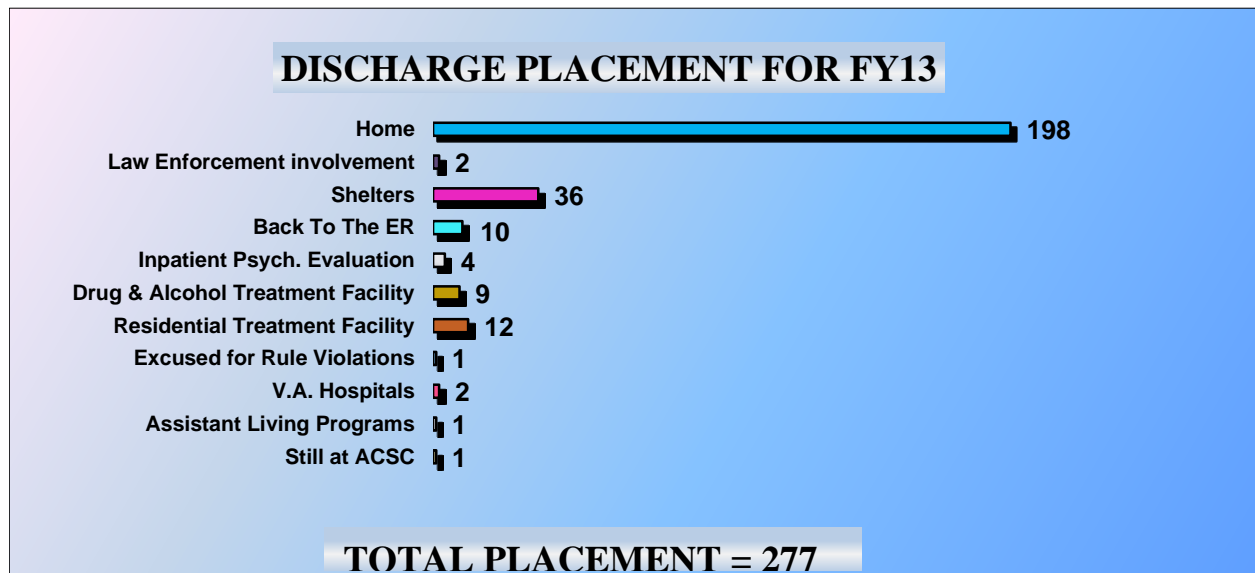 DISCHARGE PLACEMENT FOR FY13
Home 198
Law Enforcement involvement 2
Shelters 36
Back To The ER 10
Inpatient Psych. Evaluation 4
Drug & Alcohol Treatment Facility 9
Residential Treatment Facility 12
Excused for Rule Violations 1
V.A. Hospitals 2
Assistant Living Programs 1
Still at ACSC 1
TOTAL PLACEMENT = 277